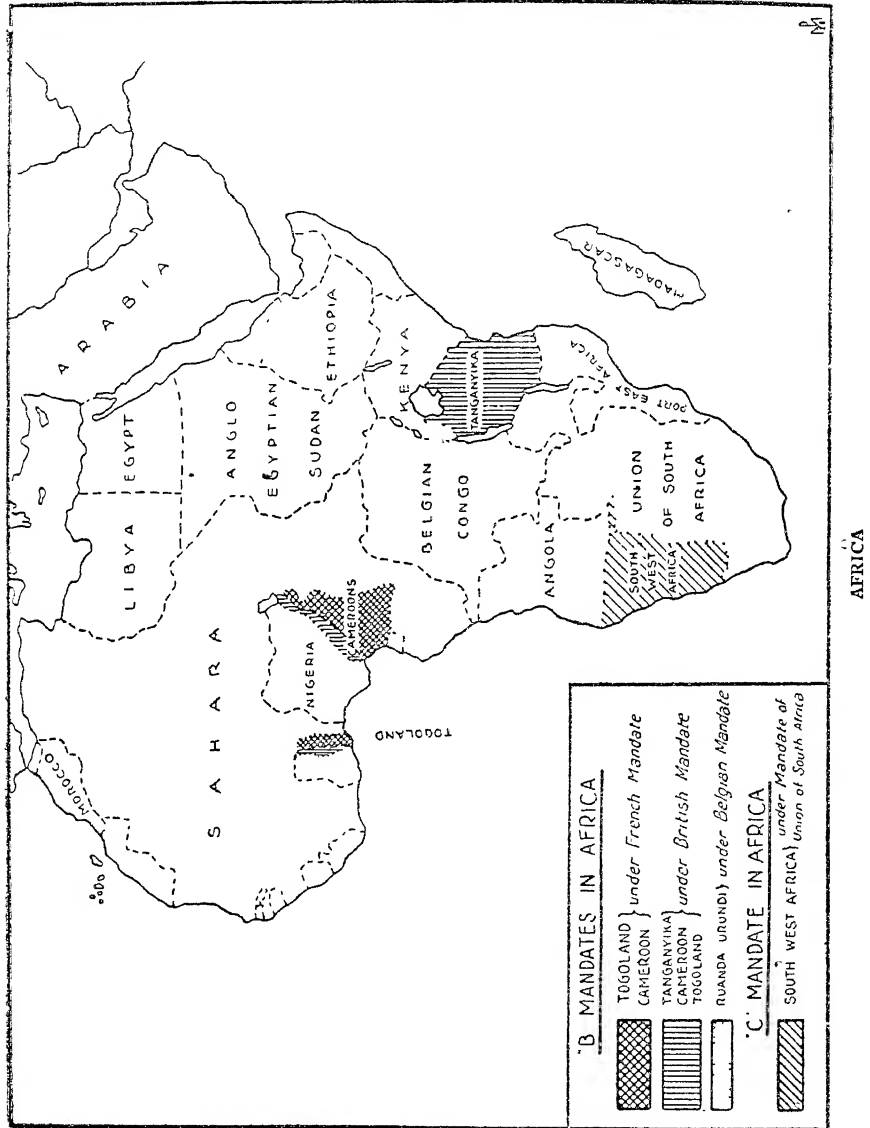 ARABIA
EGYPT
LIBYA
ANGLO
EGYPTIAN
SUDAN
ETHIOPIA
SAHARA
MOROCCO
NIGERIA
CAMEROONS
TOGOLAND
BELGIAN
CONGO
KENYA
TANGANYIKA
MADAGASCAR
ANGOLA
PORT EAST AFRICA
SOUTH
WEST
AFRICA
UNION
OF SOUTH
AFRICA
'B MANDATES IN AFRICA
TOGOLAND
CAMEROON } under French Mandate
TANGANYIKA
CAMEROON
TOGOLAND } under British Mandate
RUANDA URUNDI } under Belgian Mandate
'C' MANDATE IN AFRICA
SOUTH WEST AFRICA } under Mandate of
Union of South Africa
AFRICA